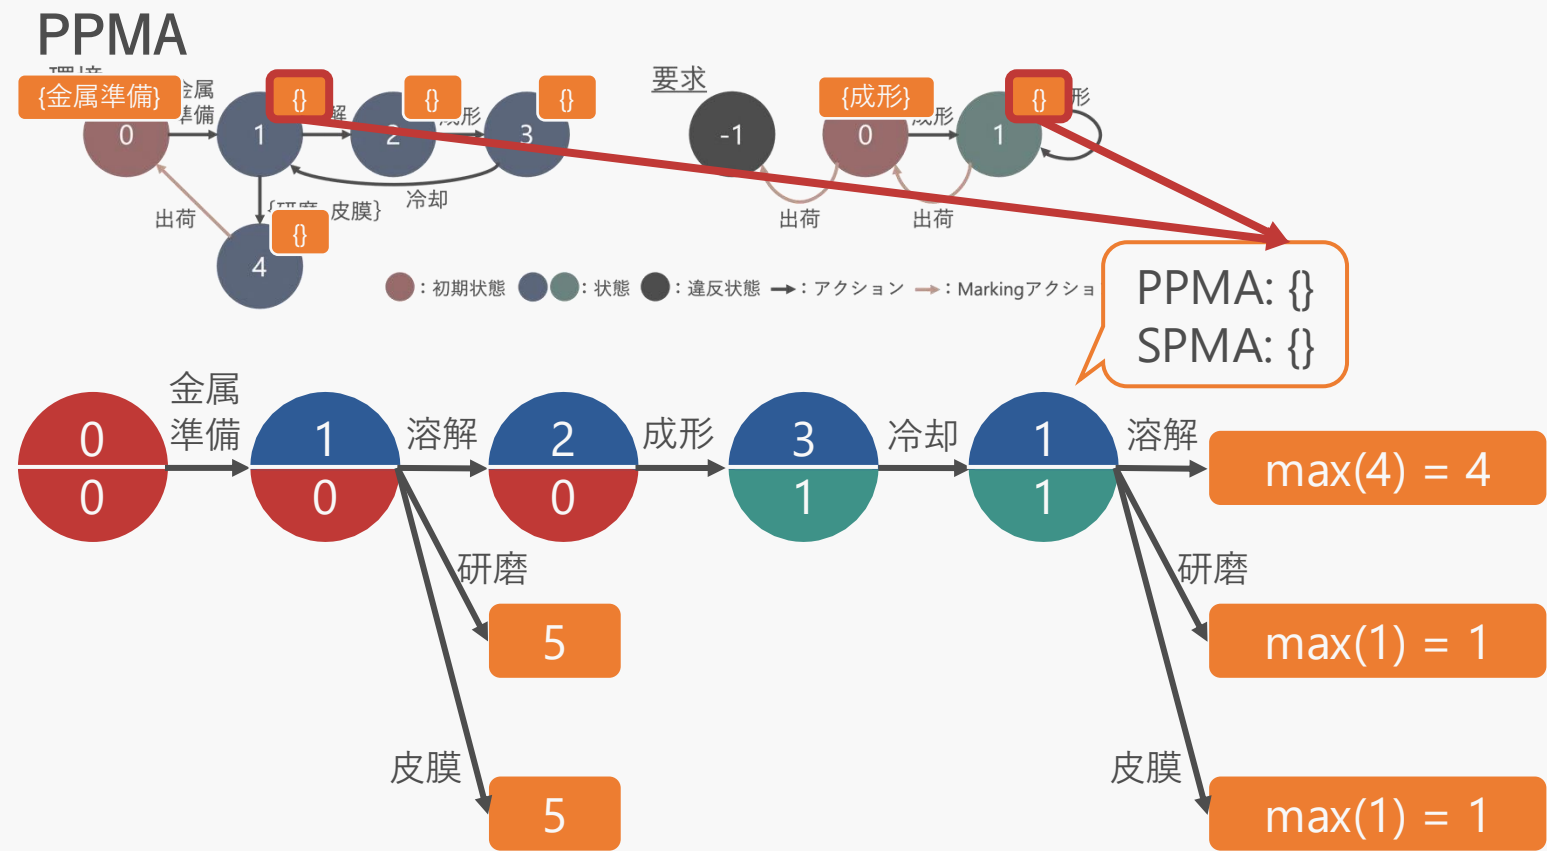 PPMA
{金属準備}
金属
準備
{}
{}
成形
{}
0
1
2
3
冷却
出荷
皮膜}
{}
4
要求
{成形}
{}
形
-1
0
成形
1
出荷
出荷
：初期状態
：状態
：違反状態
：アクション
：Markingアクショ
PPMA: {}
SPMA: {}
0
0
金属
準備
1
0
溶解
2
0
成形
3
1
冷却
1
1
溶解
max(4) = 4
研磨
5
研磨
max(1) = 1
皮膜
5
皮膜
max(1) = 1